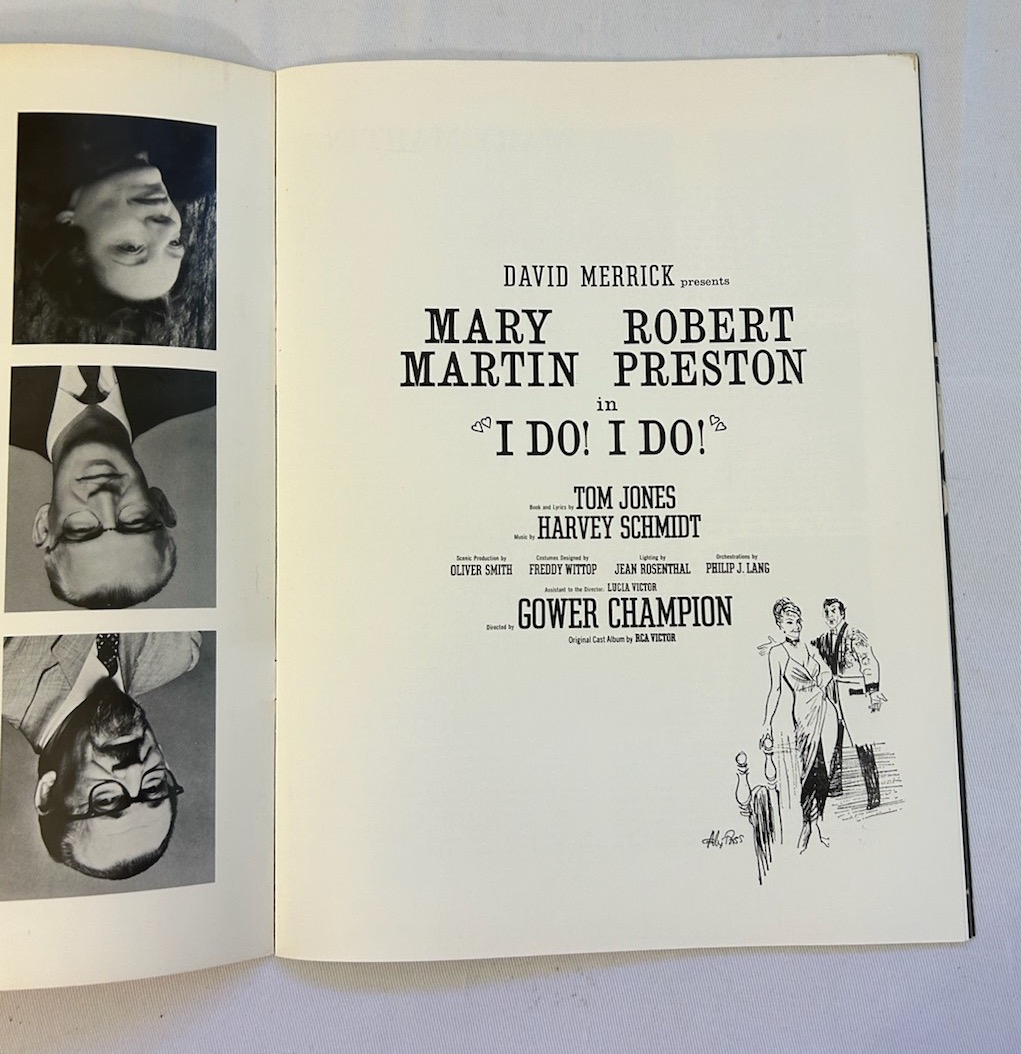 DAVID MERRICK presents
MARY ROBERT
MARTIN PRESTON
in
"I DO! I DO!"
Book and Lyrics by TOM JONES
Music by HARVEY SCHMIDT
Scenic Production by Costumes Designed by Lighting by Orchestrations by
OLIVER SMITH FREDDY WITTOP JEAN ROSENTHAL PHILIP J. LANG
Assistant to the Director: LUCIA VICTOR
Directed by GOWER CHAMPION
Original Cast Album by RCA VICTOR